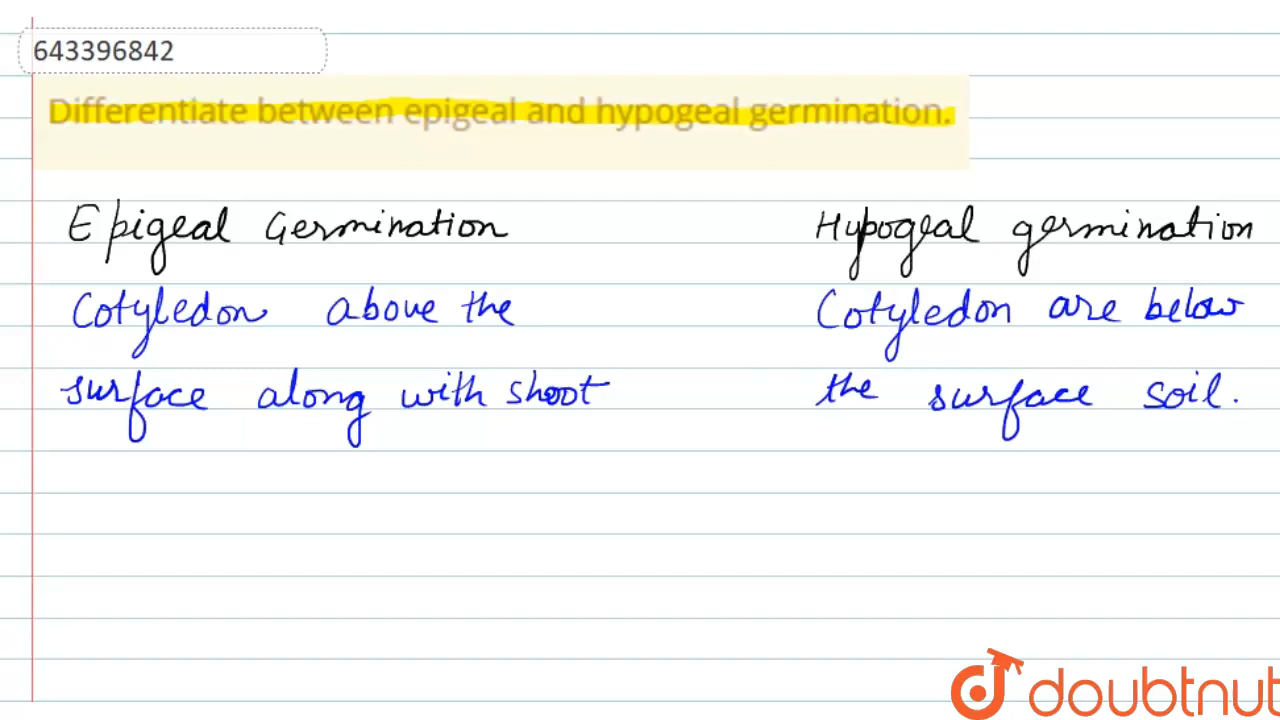 643396842
Differentiate between epigeal and hypogeal germination.
Epigeal Germination
Hypogeal germination
Cotyledon above the
surface along with shoot
Cotyledon are below
the surface soil.
doubtnut